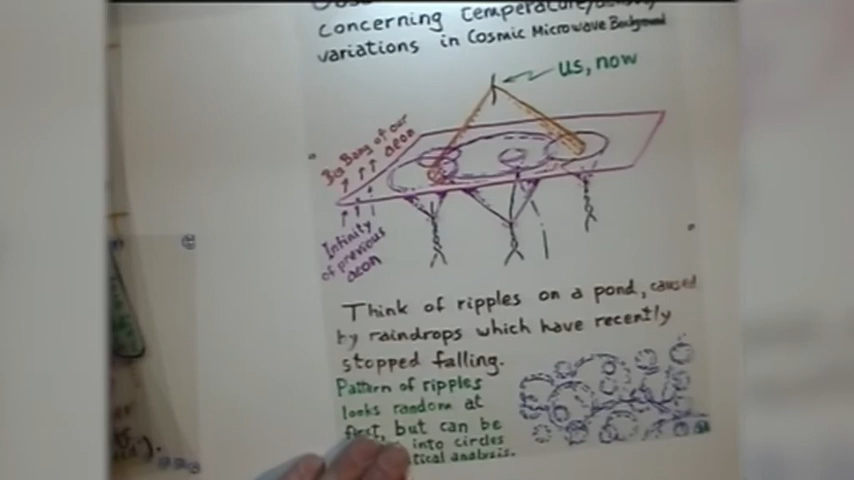 concerning temperature/density
variations in Cosmic Microwave Background
us, now
Big Bang of our
aeon
Infinity
of previous
aeon
Think of ripples on a pond, caused
by raindrops which have recently
stopped falling.
Pattern of ripples
looks random at
first, but can be
into circles
analysis.